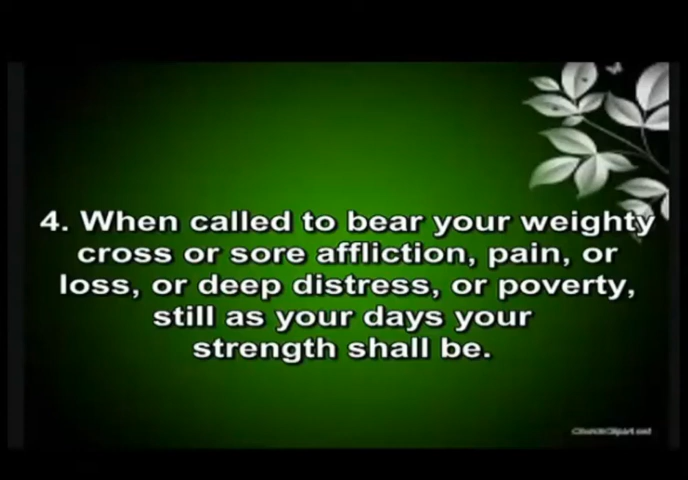 4. When called to bear your weighty
cross or sore affliction, pain, or
loss, or deep distress, or poverty,
still as your days your
strength shall be.